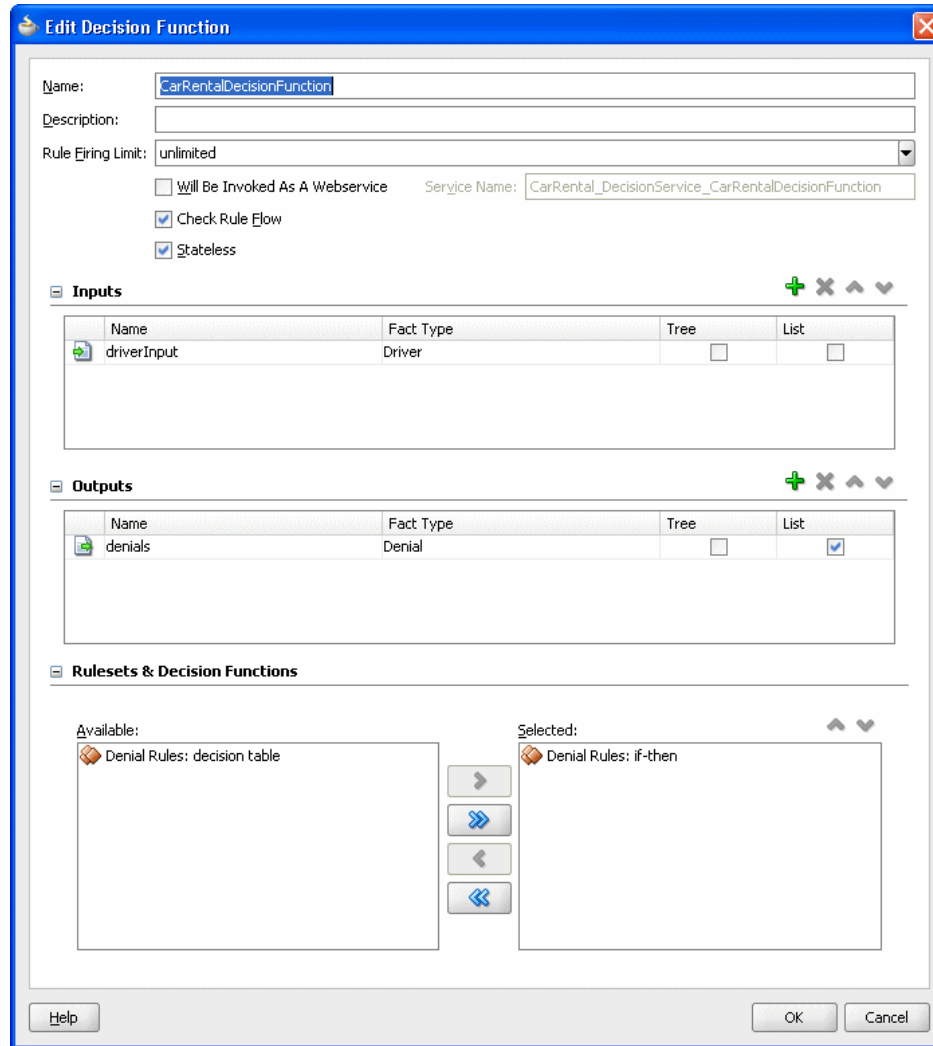 Edit Decision Function
Name: CarRentalDecisionFunction
Description:
Rule Firing Limit: unlimited
Will Be Invoked As A Webservice Service Name: CarRental_DecisionService_CarRentalDecisionFunction
Check Rule Flow
Stateless
Inputs
Name Fact Type Tree List
driverInput Driver
Outputs
Name Fact Type Tree List
denials Denial
Rulesets & Decision Functions
Available: Selected:
Denial Rules: decision table Denial Rules: if-then
Help OK Cancel